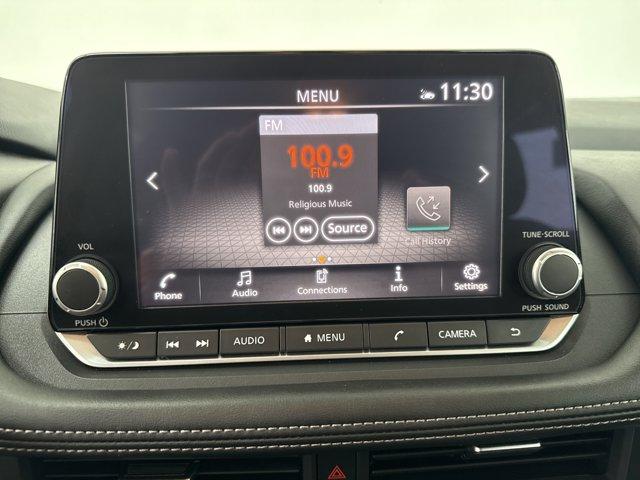 MENU
11:30
FM
100.9
FM
100.9
Religious Music
Source
Call History
Phone
Audio
Connections
Info
Settings
VOL
PUSH
TUNE·SCROLL
PUSH SOUND
AUDIO
MENU
CAMERA